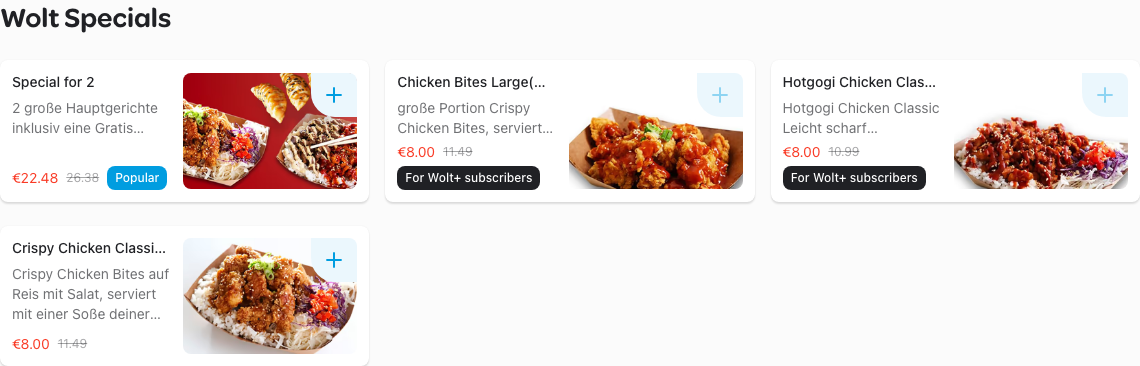 Wolt Specials
Special for 2
2 große Hauptgerichte
inklusiv eine Gratis...
€22.48 26.38 Popular
Chicken Bites Large(...
große Portion Crispy
Chicken Bites, serviert...
€8.00 11.49
For Wolt+ subscribers
Hotgogi Chicken Clas...
Hotgogi Chicken Classic
Leicht scharf...
€8.00 10.99
For Wolt+ subscribers
Crispy Chicken Classi...
Crispy Chicken Bites auf
Reis mit Salat, serviert
mit einer Soße deiner...
€8.00 11.49